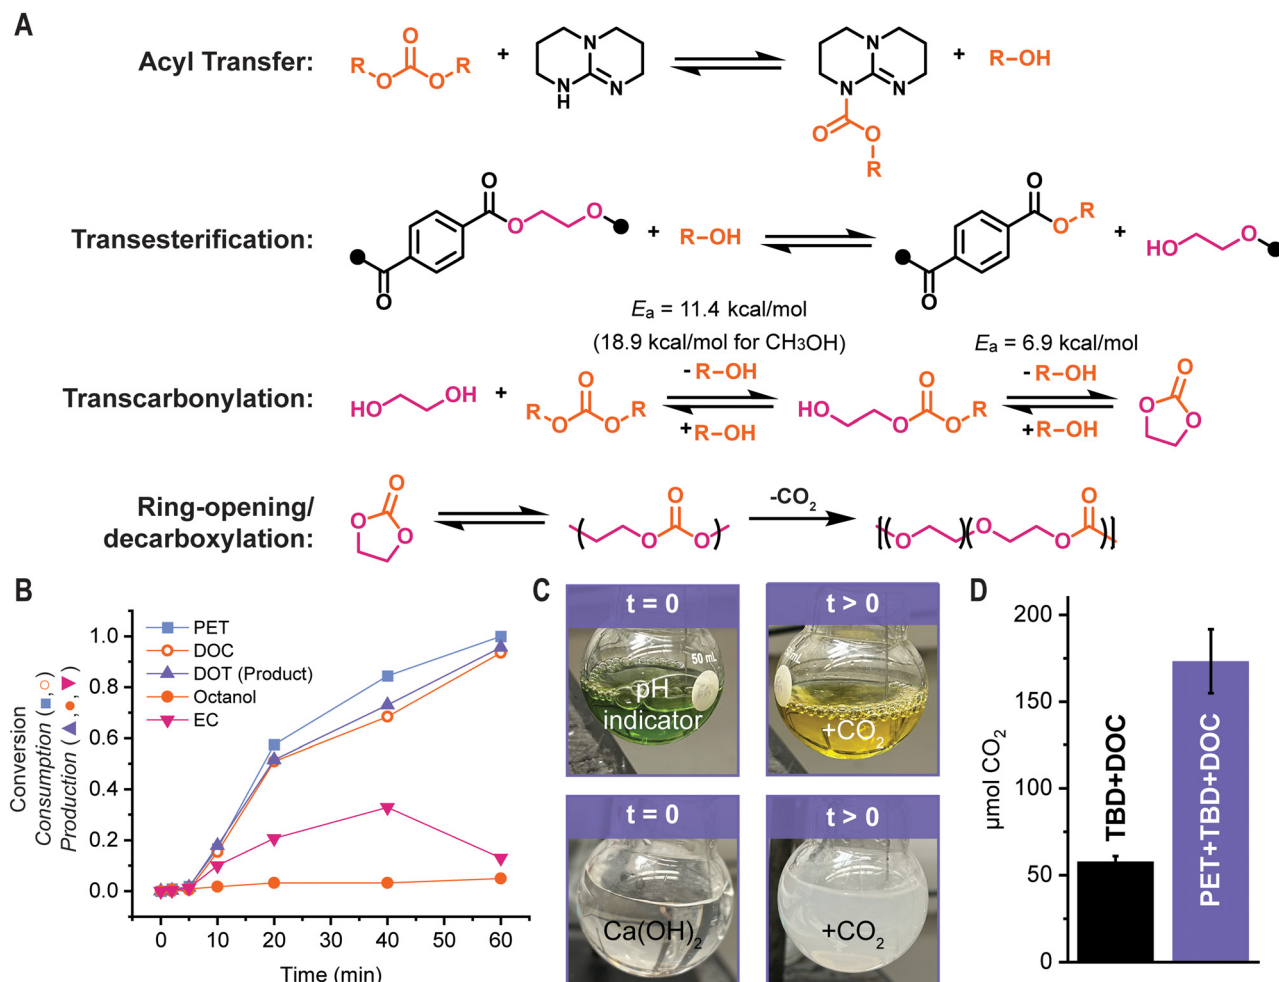 A
Acyl Transfer:
R O O O R + N N H N ⇌ N N N O O R + R–OH
Transesterification:
O O O O + R–OH ⇌ O O R O + HO O
Ea = 11.4 kcal/mol
(18.9 kcal/mol for CH3OH)
Ea = 6.9 kcal/mol
Transcarbonylation:
HO OH + R O O O R
- R–OH
+R–OH
HO O O O R
- R–OH
+R–OH
O O O
Ring-opening/
decarboxylation:
O O O
( O O O )
-CO2
[( O )( O O O O )]
B
Conversion
Consumption (■,○)
Production (▲,●,▼)
PET
DOC
DOT (Product)
Octanol
EC
1.0
0.8
0.6
0.4
0.2
0.0
0 10 20 30 40 50 60
Time (min)
C
t = 0
50 mL
pH
indicator
t > 0
mL
+CO2
t = 0
Ca(OH)2
t > 0
+CO2
D
µmol CO2
200
150
100
50
0
TBD+DOC
PET+TBD+DOC